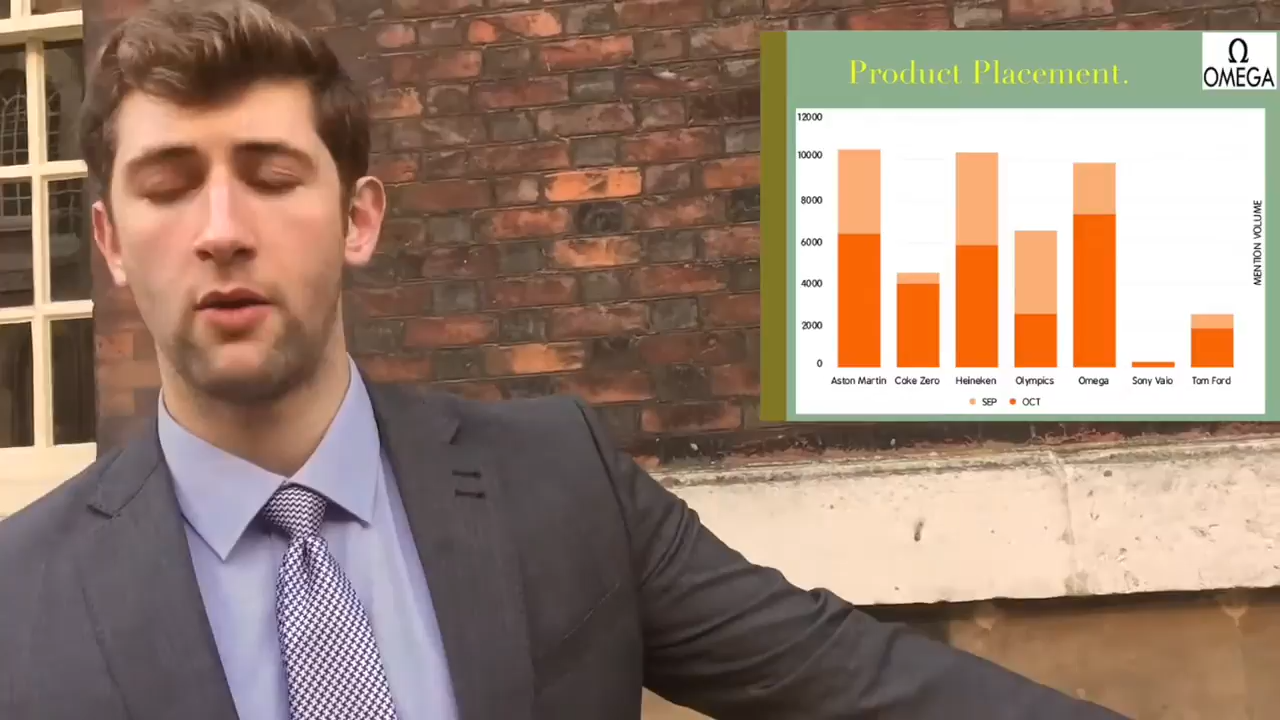 Product Placement.
Ω
OMEGA
12000
10000
8000
6000
4000
2000
0
MENTION VOLUME
Aston Martin Coke Zero Heineken Olympics Omega Sony Vaio Tom Ford
SEP OCT